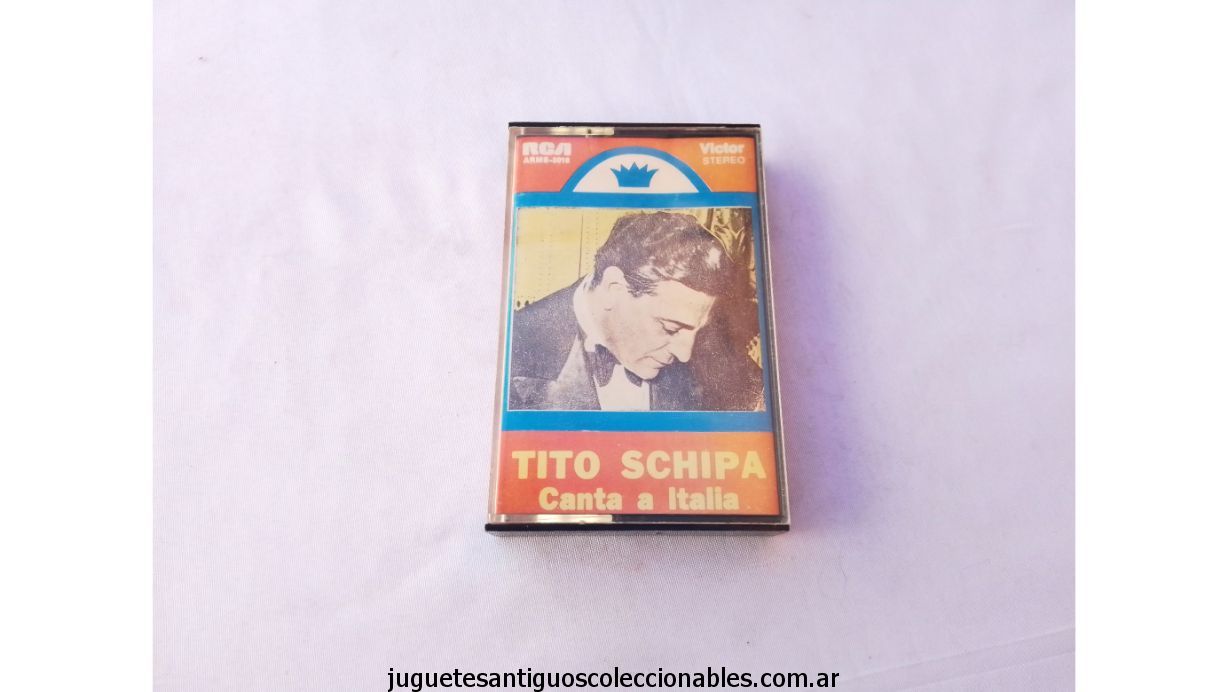 RCA Victor
STEREO
TITO SCHIPA
Canta a Italia
juguetesantiguoscoleccionables.com.ar